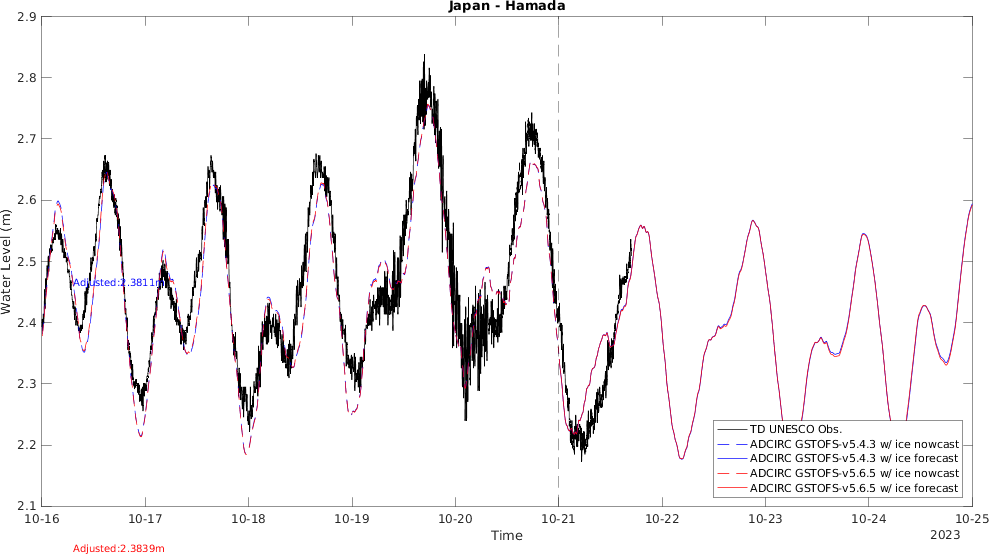 Japan - Hamada
2.9
2.8
2.7
2.6
2.5
2.4
2.3
2.2
2.1
Water Level (m)
Adjusted:2.3811m
TD UNESCO Obs.
ADCIRC GSTOFS-v5.4.3 w/ ice nowcast
ADCIRC GSTOFS-v5.4.3 w/ ice forecast
ADCIRC GSTOFS-v5.6.5 w/ ice nowcast
ADCIRC GSTOFS-v5.6.5 w/ ice forecast
10-16 10-17 10-18 10-19 10-20 10-21 10-22 10-23 10-24 10-25
Time
2023
Adjusted:2.3839m